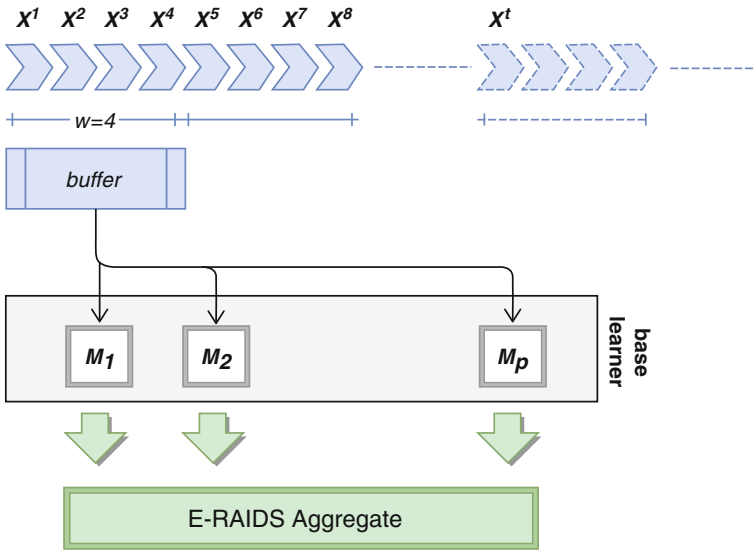 X¹ X² X³ X⁴ X⁵ X⁶ X⁷ X⁸ Xᵗ
w=4
buffer
M₁ M₂ Mₚ
base
learner
E-RAIDS Aggregate